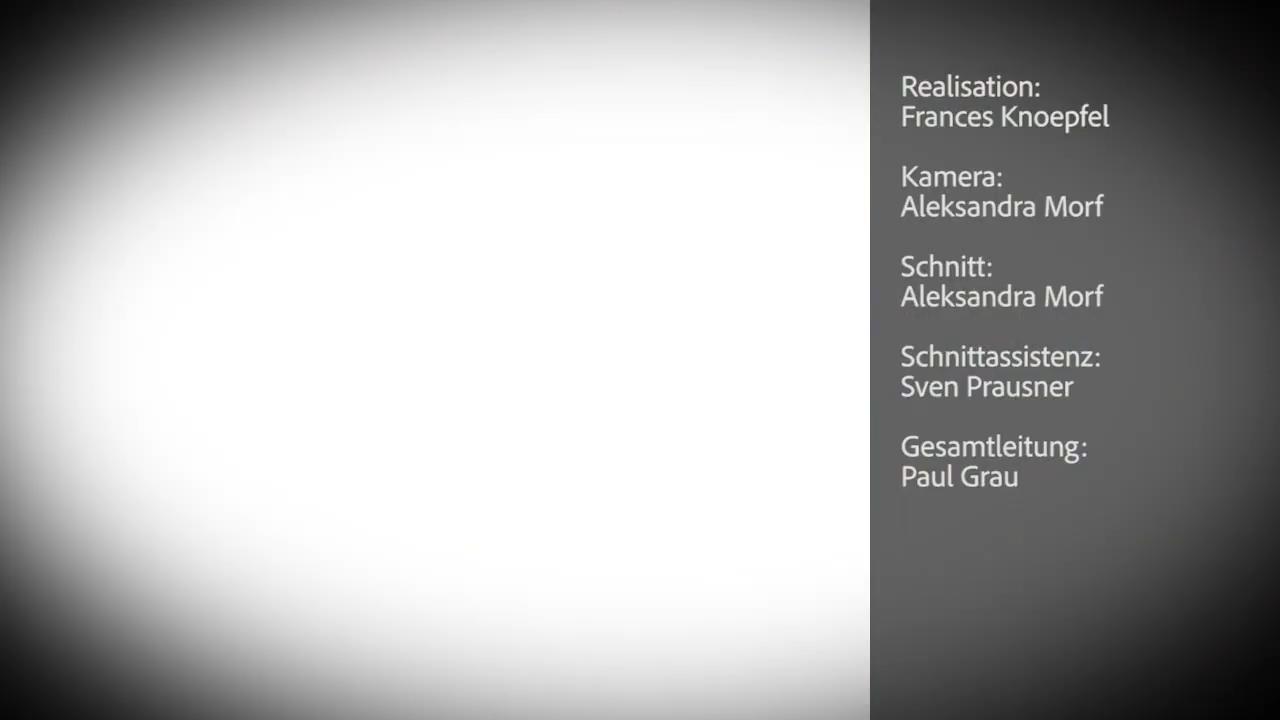 Realisation:
Frances Knoepfel
Kamera:
Aleksandra Morf
Schnitt:
Aleksandra Morf
Schnittassistenz:
Sven Prausner
Gesamtleitung:
Paul Grau